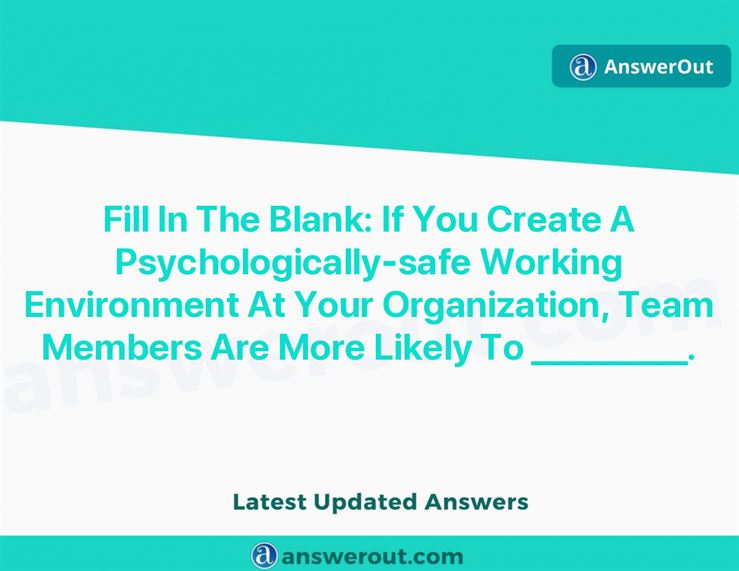 AnswerOut
Fill In The Blank: If You Create A
Psychologically-safe Working
Environment At Your Organization, Team
Members Are More Likely To ________.
answerout.com
Latest Updated Answers
answerout.com